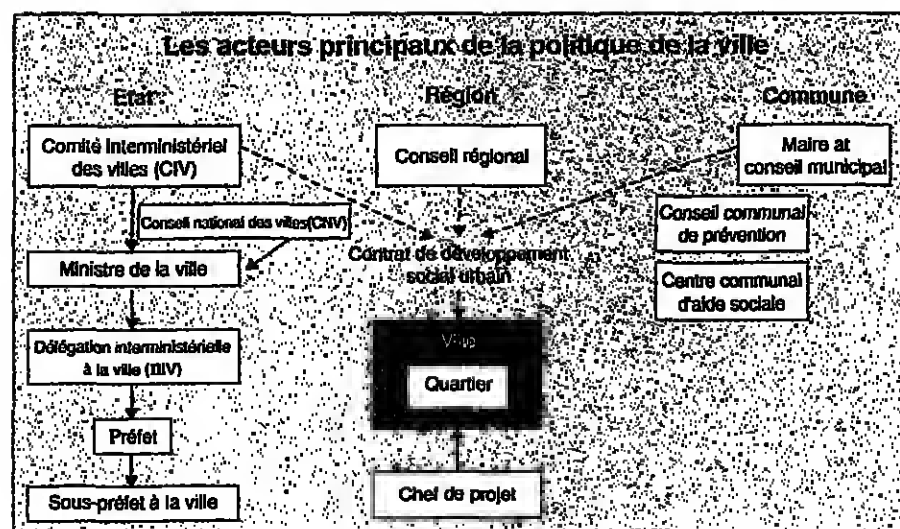 Les acteurs principaux de la politique de la ville
Etat
Région
Commune
Comité interministériel
des villes (CIV)
Conseil régional
Maire at
conseil municipal
Conseil national des villes(CNV)
Conseil communal
de prévention
Ministre de la ville
Contrat de développement
social urbain
Centre communal
d'aide sociale
Délégation interministérielle
à la ville (DIV)
Ville
Quartier
Préfet
Sous-préfet à la ville
Chef de projet